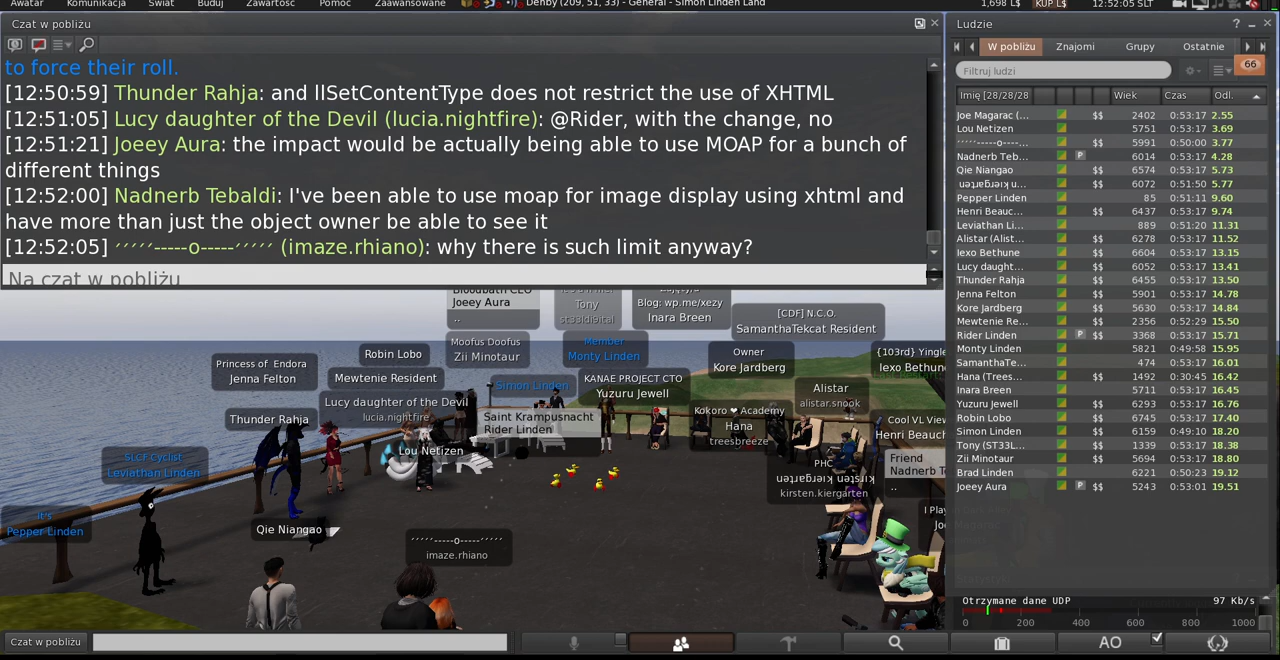 Awatar Komunikacja Świat Buduj Zawartość Pomoc Zaawansowane Denby (209, 51, 33) - General - Simon Linden Land 1,698 L$ KUP L$ 12:52:05 SLT
Czat w pobliżu
to force their roll.
[12:50:59] Thunder Rahja: and llSetContentType does not restrict the use of XHTML
[12:51:05] Lucy daughter of the Devil (lucia.nightfire): @Rider, with the change, no
[12:51:21] Joeey Aura: the impact would be actually being able to use MOAP for a bunch of
different things
[12:52:00] Nadnerb Tebaldi: I've been able to use moap for image display using xhtml and
have more than just the object owner be able to see it
[12:52:05] ´´´´´-----o-----´´´´´ (imaze.rhiano): why there is such limit anyway?
Na czat w pobliżu
Bloodbath CEO
Joeey Aura
..
Tony
st33ldi9ital
Blog: wp.me/xezy
Inara Breen
[CDF] N.C.O.
SamanthaTekcat Resident
Moofus Doofus
Zii Minotaur
Member
Monty Linden
Robin Lobo
Princess of Endora
Jenna Felton
Mewtenie Resident
Simon Linden
KANAE PROJECT CTO
Yuzuru Jewell
Owner
Kore Jardberg
{103rd} Yingle
Iexo Bethune
Alistar
alistar.snook
Lucy daughter of the Devil
lucia.nightfire
Thunder Rahja
Saint Krampusnacht
Rider Linden
Kokoro ❤ Academy
Hana
treesbreeze
Cool VL View
Henri Beauch
Lou Netizen
SLCF Cyclist
Leviathan Linden
Friend
Nadnerb T
..
PHC
kirsten.kiergarten
It's
Pepper Linden
Qie Niangao
´´´´´-----o-----´´´´´
imaze.rhiano
I Play
Ludzie
W pobliżu Znajomi Grupy Ostatnie
66
Filtruj ludzi
Imię [28/28/28 Wiek Czas Odl.
Joe Magarac (... $$ 2402 0:53:17 2.55
Lou Netizen 5751 0:53:17 3.69
´´´´´-----o----... $$ 5991 0:50:00 3.77
Nadnerb Teb... P 6014 0:53:17 4.28
Qie Niangao $$ 6574 0:53:17 5.73
$$ 6072 0:51:50 5.77
Pepper Linden 85 0:51:11 9.60
Henri Beauc... $$ 6437 0:53:17 9.74
Leviathan Li... 889 0:51:20 11.31
Alistar (Alist... $$ 6278 0:53:17 11.52
Iexo Bethune $$ 6604 0:53:17 13.15
Lucy daught... $$ 6052 0:53:17 13.41
Thunder Rahja $$ 6455 0:53:17 13.50
Jenna Felton $$ 5901 0:53:17 14.78
Kore Jardberg $$ 5630 0:53:17 14.84
Mewtenie Re... $$ 2356 0:52:29 15.50
Rider Linden P $$ 3368 0:53:17 15.71
Monty Linden 5821 0:49:58 15.95
SamanthaTe... 474 0:53:17 16.01
Hana (Trees... $$ 1492 0:30:45 16.42
Inara Breen 5711 0:53:17 16.45
Yuzuru Jewell $$ 6293 0:53:17 16.76
Robin Lobo $$ 6745 0:53:17 17.40
Simon Linden $$ 6159 0:49:10 18.20
Tony (ST33L... $$ 1339 0:53:17 18.38
Zii Minotaur $$ 5694 0:53:17 18.80
Brad Linden 6221 0:50:23 19.12
Joeey Aura P $$ 5243 0:53:01 19.51
Otrzymane dane UDP 97 Kb/s
0 200 400 600 800 1000
Czat w pobliżu
AO